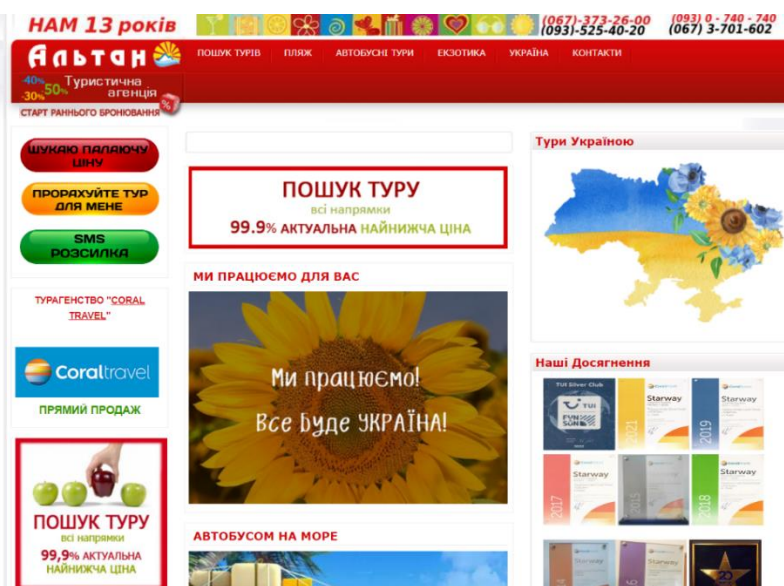 НАМ 13 років
(067)-373-26-00
(093)-525-40-20
(093) 0 - 740 - 740
(067) 3-701-602
Альтан
-40%
-30%
50%
Туристична
агенція
%
СТАРТ РАННЬОГО БРОНЮВАННЯ
ПОШУК ТУРІВ
ПЛЯЖ
АВТОБУСНІ ТУРИ
ЕКЗОТИКА
УКРАЇНА
КОНТАКТИ
ШУКАЮ ПАЛАЮЧУ
ЦІНУ
ПРОРАХУЙТЕ ТУР
ДЛЯ МЕНЕ
SMS
РОЗСИЛКА
ТУРАГЕНСТВО "CORAL
TRAVEL"
Coraltravel
ПРЯМИЙ ПРОДАЖ
ПОШУК ТУРУ
всі напрямки
99,9% АКТУАЛЬНА
НАЙНИЖЧА ЦІНА
ПОШУК ТУРУ
всі напрямки
99.9% АКТУАЛЬНА НАЙНИЖЧА ЦІНА
МИ ПРАЦЮЄМО ДЛЯ ВАС
Ми працюємо!
Все буде УКРАЇНА!
АВТОБУСОМ НА МОРЕ
Тури Україною
Наші Досягнення
TUI Silver Club
TUI
FUN&SUN
Starway
2021
Starway
2019
Starway
2017
Starway
2015
Starway
2018
Starway
Starway